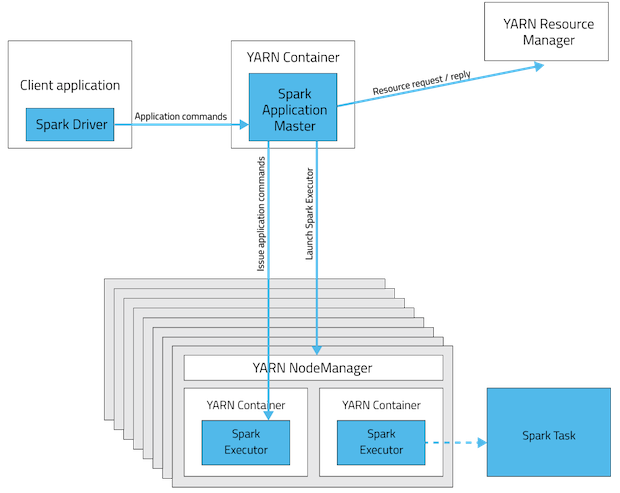 YARN Resource
Manager
YARN Container
Client application
Spark
Application
Master
Resource request / reply
Spark Driver
Application commands
Issue application commands
Launch Spark Executor
YARN NodeManager
YARN Container
YARN Container
Spark
Executor
Spark
Executor
Spark Task